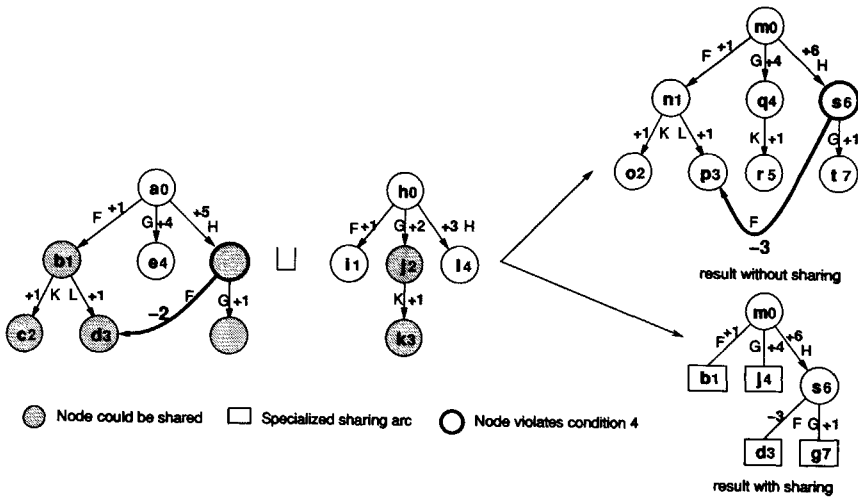 m0
F +1
G +4
+6 H
n1
q4
s6
+1 K L +1
K +1
G +1
o2
p3
r5
t7
F
-3
result without sharing
a0
F +1
G +4
+5 H
b1
e4
+1 K L +1
F
-2
G +1
c2
d3
⊔
h0
F +1
G +2
+3 H
i1
j2
l4
K +1
k3
m0
F +1
G +4
+6 H
b1
j4
s6
-3 F
G +1
d3
g7
result with sharing
Node could be shared
Specialized sharing arc
Node violates condition 4